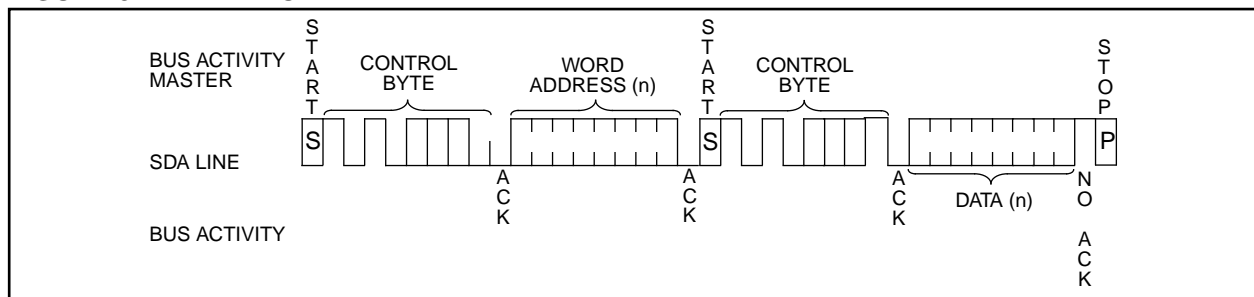 BUS ACTIVITY
MASTER
START
CONTROL
BYTE
WORD
ADDRESS (n)
START
CONTROL
BYTE
STOP
SDA LINE
S
S
P
ACK
ACK
ACK
DATA (n)
NO ACK
BUS ACTIVITY